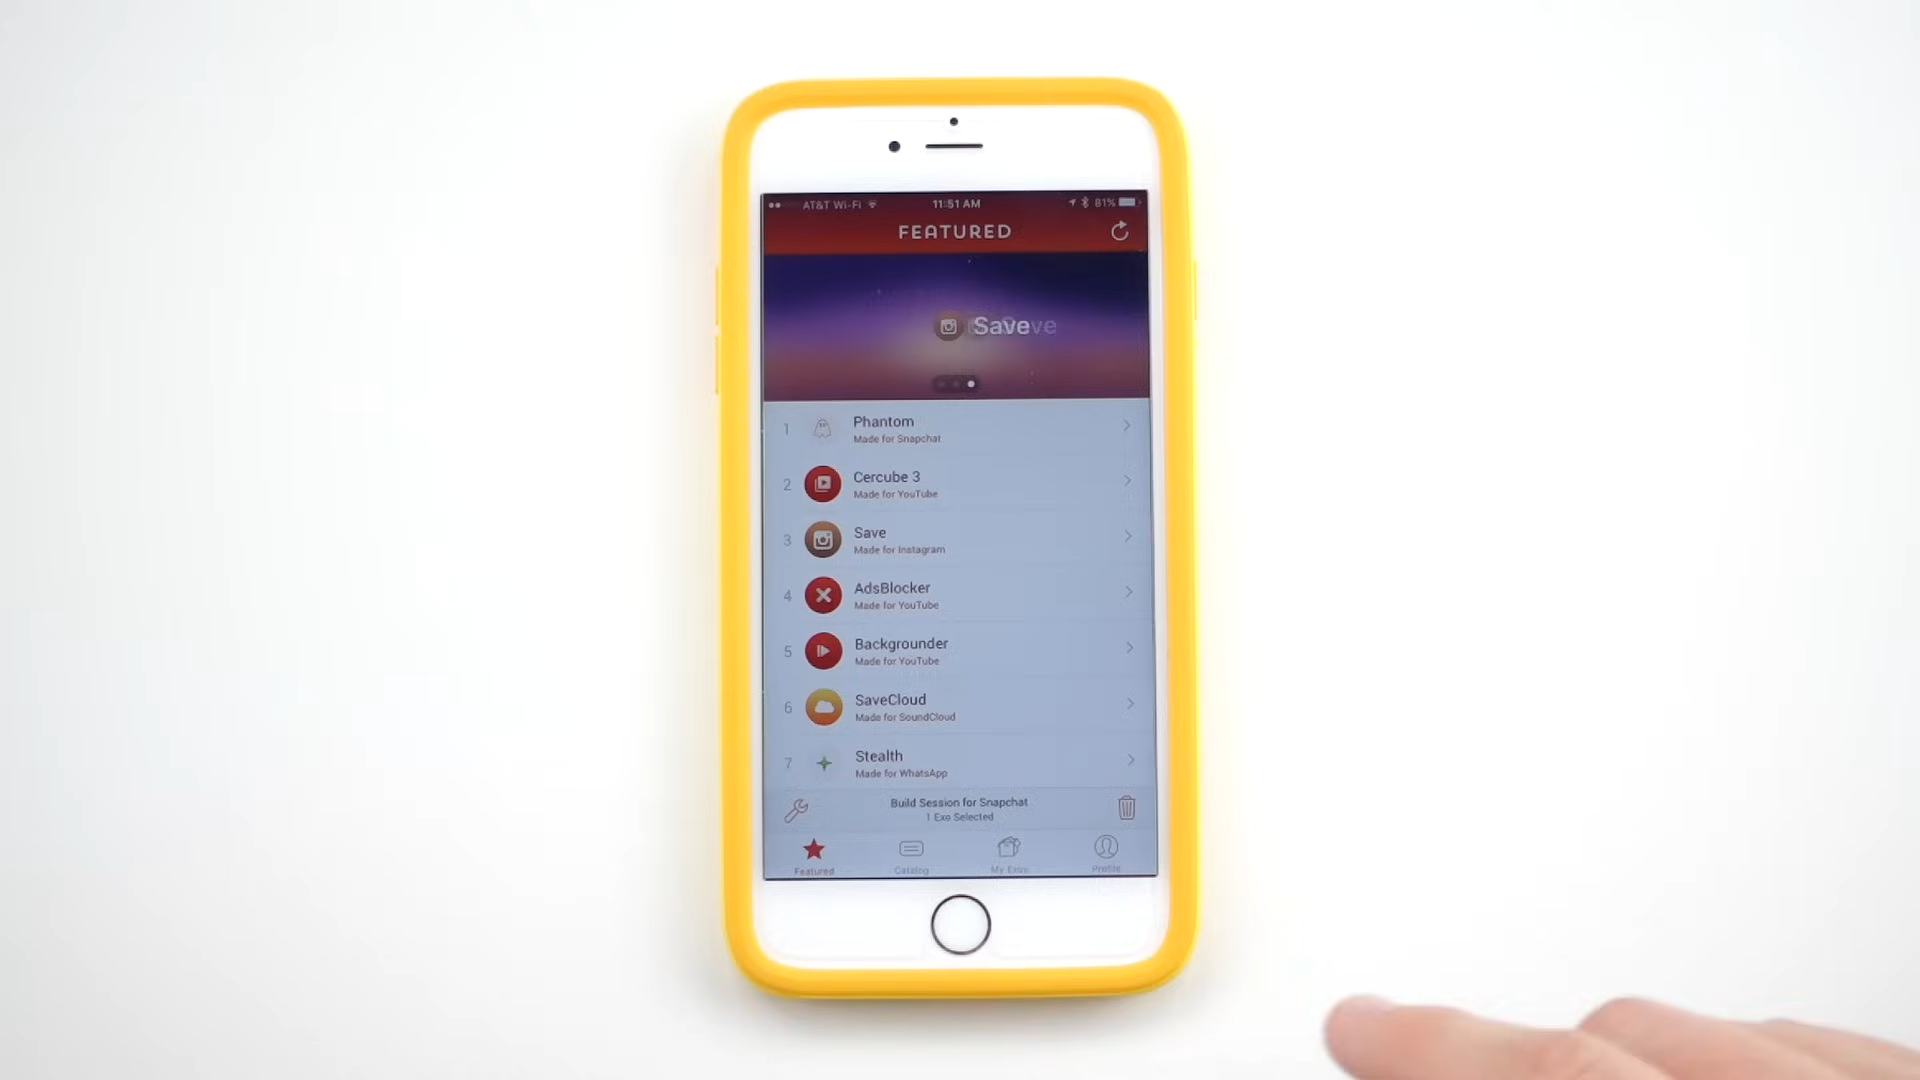 AT&T Wi-Fi
11:51 AM
81%
FEATURED
Save
1
Phantom
Made for Snapchat
2
Cercube 3
Made for YouTube
3
Save
Made for Instagram
4
AdsBlocker
Made for YouTube
5
Backgrounder
Made for YouTube
6
SaveCloud
Made for SoundCloud
7
Stealth
Made for WhatsApp
Build Session for Snapchat
1 Exo Selected
Featured
Catalog
My Extra
Profile